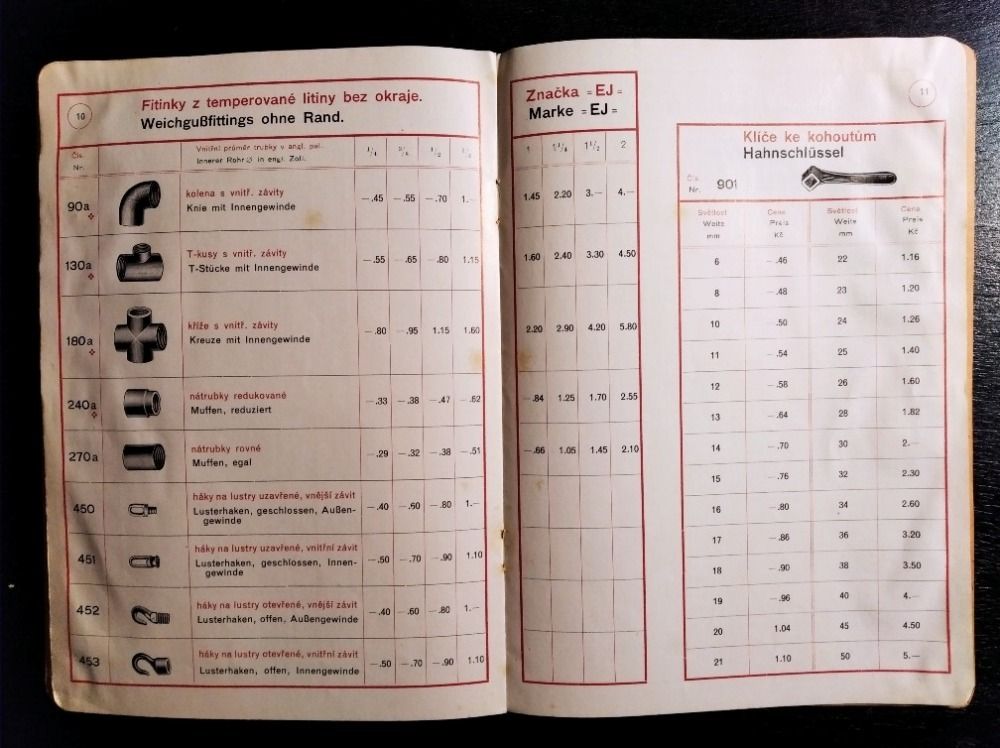 10
Fitinky z temperované litiny bez okraje.
Weichgußfittings ohne Rand.
Čís. Nr.
Vnitřní průměr trubky v angl. pal.
Innerer Rohr ∅ in engl. Zoll.
1/4 3/8 1/2 3/4
90a
kolena s vnitř. závity
Knie mit Innengewinde
—.45 —.55 —.70 1.—
130a
T-kusy s vnitř. závity
T-Stücke mit Innengewinde
—.55 —.65 —.80 1.15
180a
kříže s vnitř. závity
Kreuze mit Innengewinde
—.80 —.95 1.15 1.60
240a
nátrubky redukované
Muffen, reduziert
—.33 —.38 —.47 —.62
270a
nátrubky rovné
Muffen, egal
—.29 —.32 —.38 —.51
450
háky na lustry uzavřené, vnější závit
Lusterhaken, geschlossen, Außen-
gewinde
—.40 —.60 —.80 1.—
451
háky na lustry uzavřené, vnitřní závit
Lusterhaken, geschlossen, Innen-
gewinde
—.50 —.70 —.90 1.10
452
háky na lustry otevřené, vnější závit
Lusterhaken, offen, Außengewinde
—.40 —.60 —.80 1.—
453
háky na lustry otevřené, vnitřní závit
Lusterhaken, offen, Innengewinde
—.50 —.70 —.90 1.10
Značka =EJ=
Marke =EJ=
1 1 1/4 1 1/2 2
1.45 2.20 3.— 4.—
1.60 2.40 3.30 4.50
2.20 2.90 4.20 5.80
—.84 1.25 1.70 2.55
—.66 1.05 1.45 2.10
11
Klíče ke kohoutům
Hahnschlüssel
Čís. Nr. 901
Světlost Cena Světlost Cena
Weite Preis Weite Preis
mm Kč mm Kč
6 —.46 22 1.16
8 —.48 23 1.20
10 —.50 24 1.26
11 —.54 25 1.40
12 —.58 26 1.60
13 —.64 28 1.82
14 —.70 30 2.—
15 —.76 32 2.30
16 —.80 34 2.60
17 —.86 36 3.20
18 —.90 38 3.50
19 —.96 40 4.—
20 1.04 45 4.50
21 1.10 50 5.—